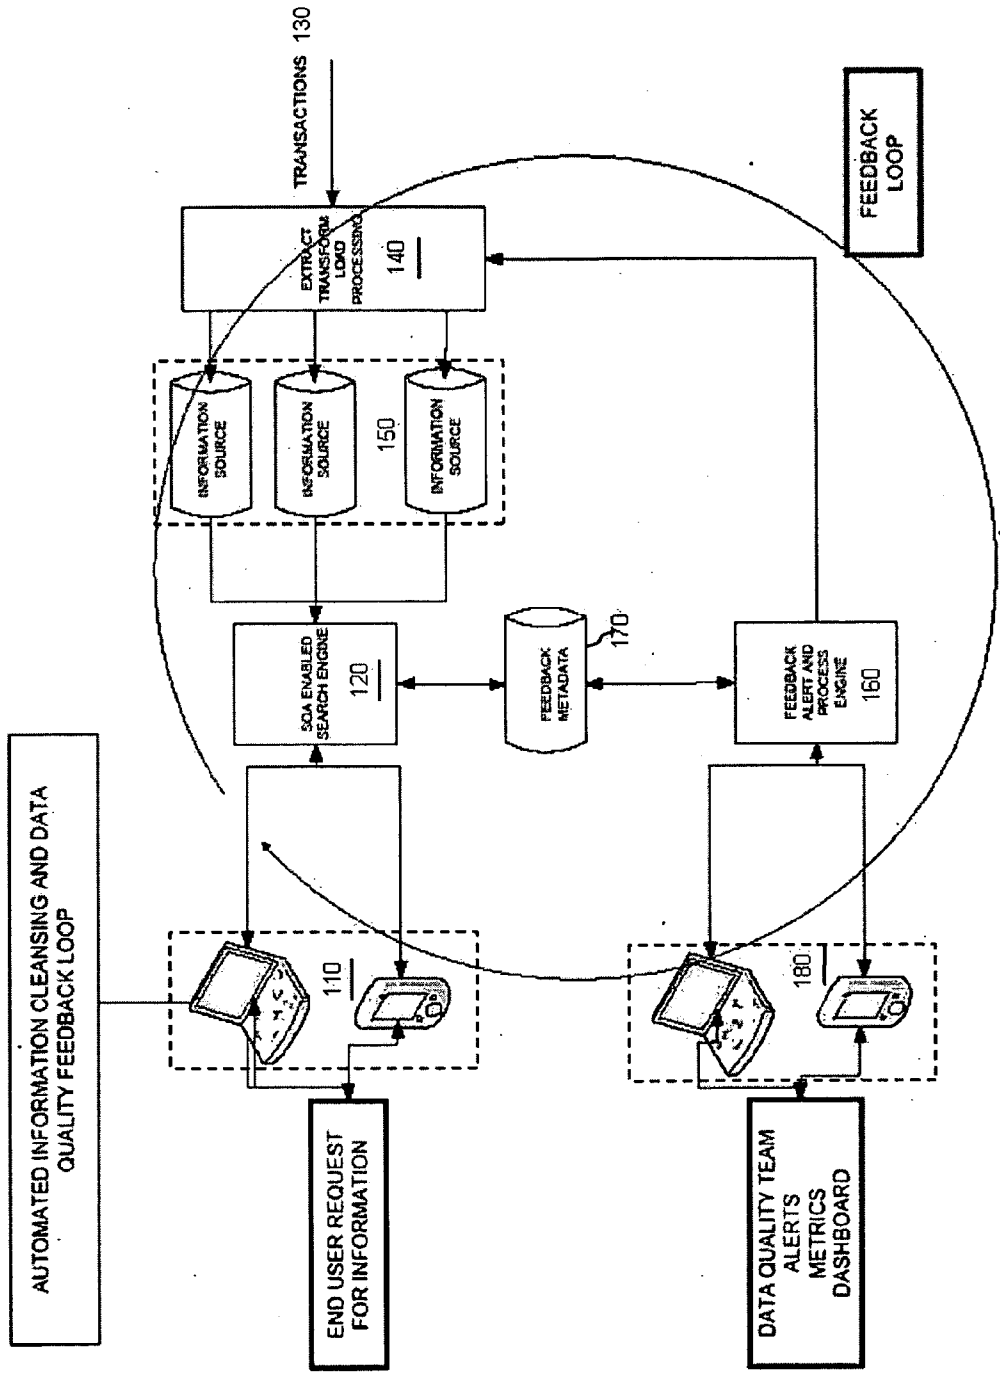 AUTOMATED INFORMATION CLEANSING AND DATA
QUALITY FEEDBACK LOOP
END USER REQUEST
FOR INFORMATION
110
SOA ENABLED
SEARCH ENGINE
120
INFORMATION
SOURCE
INFORMATION
SOURCE
150
INFORMATION
SOURCE
EXTRACT
TRANSFORM
LOAD
PROCESSING
140
TRANSACTIONS 130
FEEDBACK
METADATA
170
DATA QUALITY TEAM
ALERTS
METRICS
DASHBOARD
180
FEEDBACK
ALERT AND
PROCESS
ENGINE
160
FEEDBACK
LOOP